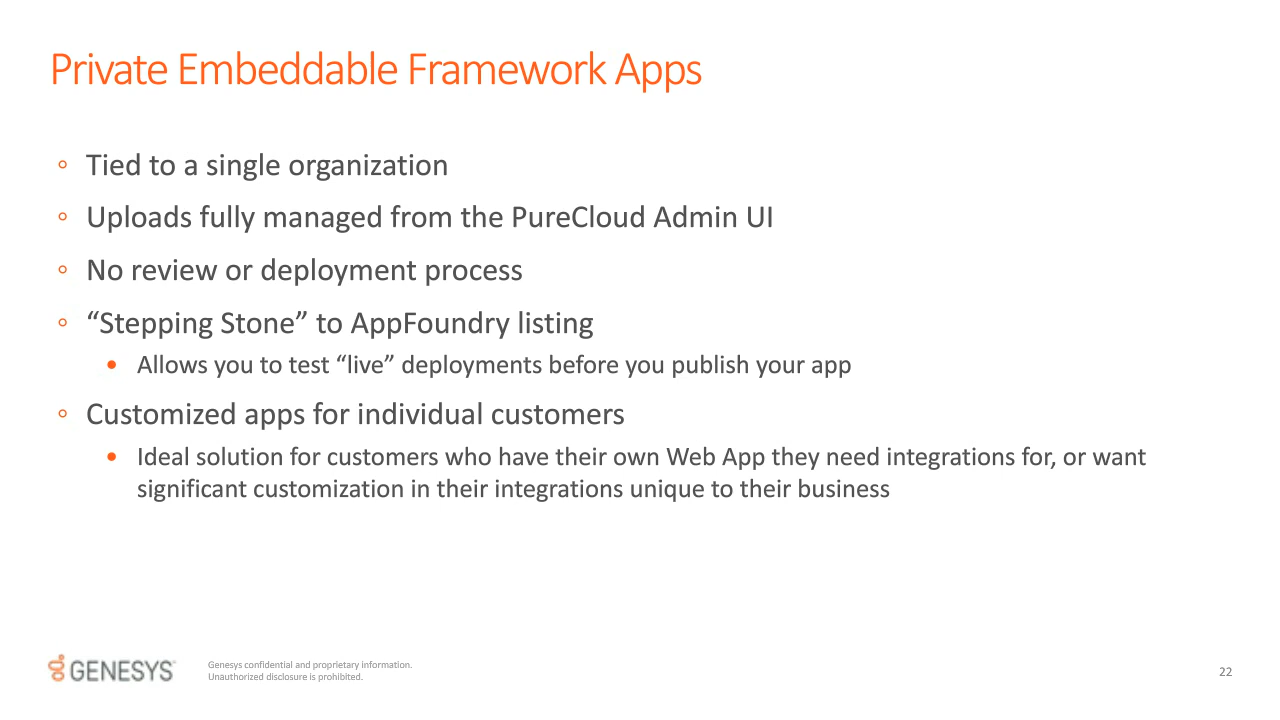 Private Embeddable Framework Apps
Tied to a single organization
Uploads fully managed from the PureCloud Admin UI
No review or deployment process
“Stepping Stone” to AppFoundry listing
Allows you to test “live” deployments before you publish your app
Customized apps for individual customers
Ideal solution for customers who have their own Web App they need integrations for, or want
significant customization in their integrations unique to their business
GENESYS
Genesys confidential and proprietary information.
Unauthorized disclosure is prohibited.
22